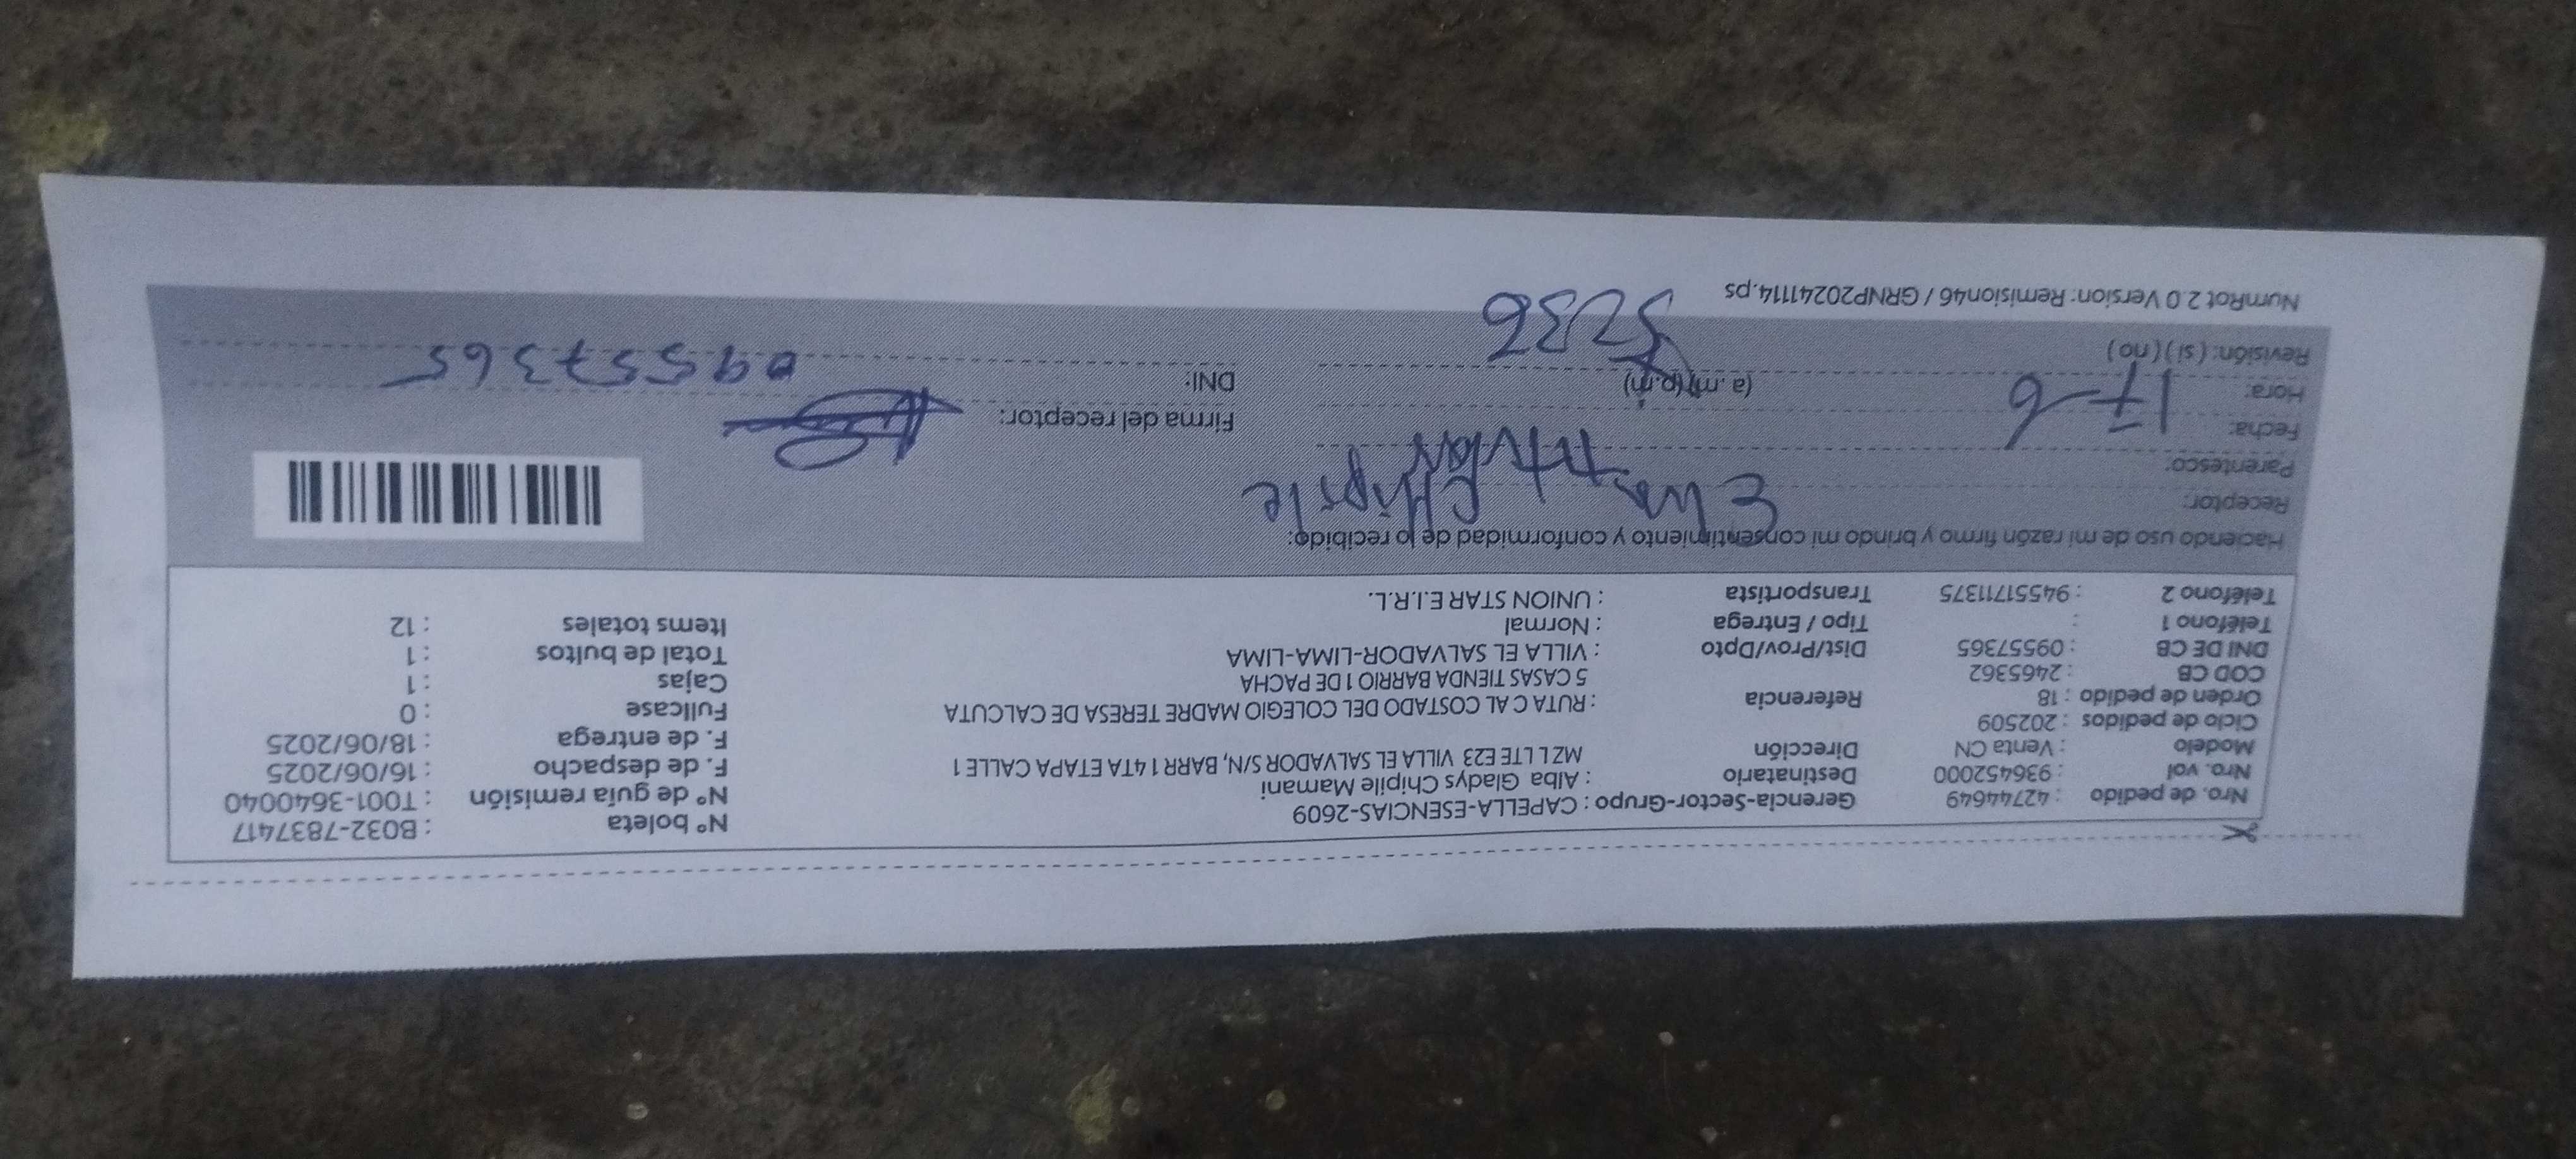 Nro. de pedido : 42744649 Gerencia-Sector-Grupo : CAPELLA-ESENCIAS-2609 N° boleta : B032-7837417
Nro. vol : 936452000 Destinatario : Alba Gladys Chipile Mamani N° de guía remisión : T001-3640040
Modelo : Venta CN Dirección MZ L LTE E23 VILLA EL SALVADOR S/N, BARR 1 4TA ETAPA CALLE 1 F. de despacho : 16/06/2025
Ciclo de pedidos : 202509 F. de entrega : 18/06/2025
Orden de pedido : 18 Referencia : RUTA C AL COSTADO DEL COLEGIO MADRE TERESA DE CALCUTA Fullcase : 0
COD CB : 2465362 5 CASAS TIENDA BARRIO 1 DE PACHA Cajas : 1
DNI DE CB : 09557365 Dist/Prov/Dpto : VILLA EL SALVADOR-LIMA-LIMA Total de bultos : 1
Teléfono 1 : Tipo / Entrega : Normal Items totales : 12
Teléfono 2 : 94551711375 Transportista : UNION STAR E.I.R.L.
Haciendo uso de mi razón firmo y brindo mi consentimiento y conformidad de lo recibido:
Receptor: Chipile
Parentesco: Titular
Fecha: 17-6 Firma del receptor:
Hora: (a.m)(p.m) DNI: 09557365
Revisión: (si) (no) 5236
NumRot 2.0 Version: Remision46 / GRNP20241114.ps